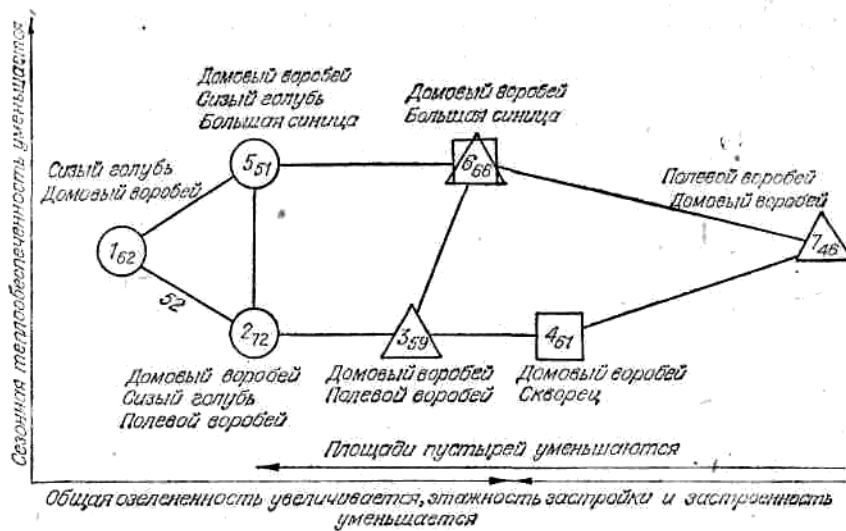 Сезонная теплообеспеченность уменьшается
Домовый воробей
Сизый голубь
Большая синица
Домовый воробей
Большая синица
Сизый голубь
Домовый воробей
5 51
6 66
Полевой воробей
Домовый воробей
1 62
7 46
52
2 72
3 59
4 61
Домовый воробей
Сизый голубь
Полевой воробей
Домовый воробей
Полевой воробей
Домовый воробей
Скворец
Площади пустырей уменьшаются
Общая озелененность увеличивается, этажность застройки и застроенность
уменьшается